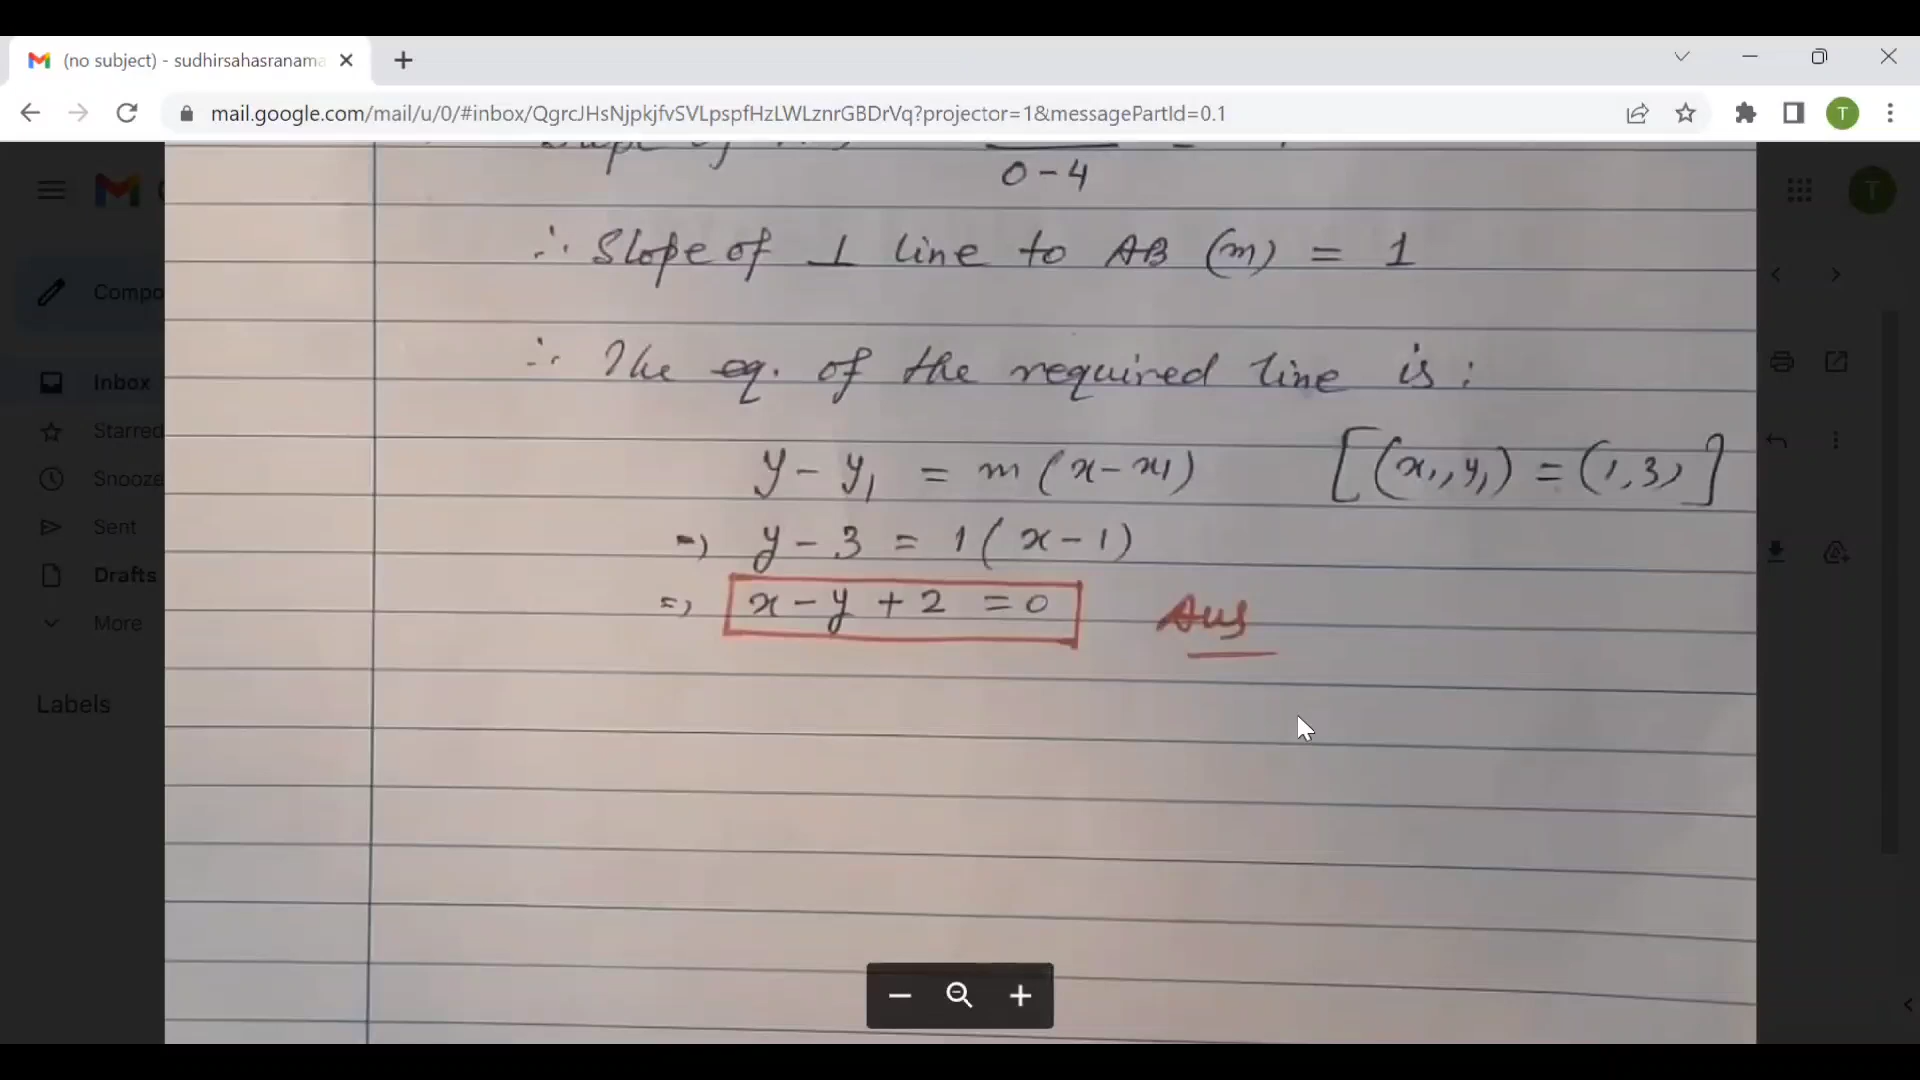 (no subject) - sudhirsahasranama
mail.google.com/mail/u/0/#inbox/QgrcJHsNjpkjfvSVLpspfHzLWLznrGBDrVq?projector=1&messagePartId=0.1
T
T
Compo
Inbox
Starred
Snooze
Sent
Drafts
More
Labels
Slope of
0-4
∴ Slope of ⊥ line to AB (m) = 1
∴ The eq. of the required line is :
y - y₁ = m (x - x₁) [(x₁, y₁) = (1, 3)]
=> y - 3 = 1 ( x - 1)
=> x - y + 2 = 0 Ans